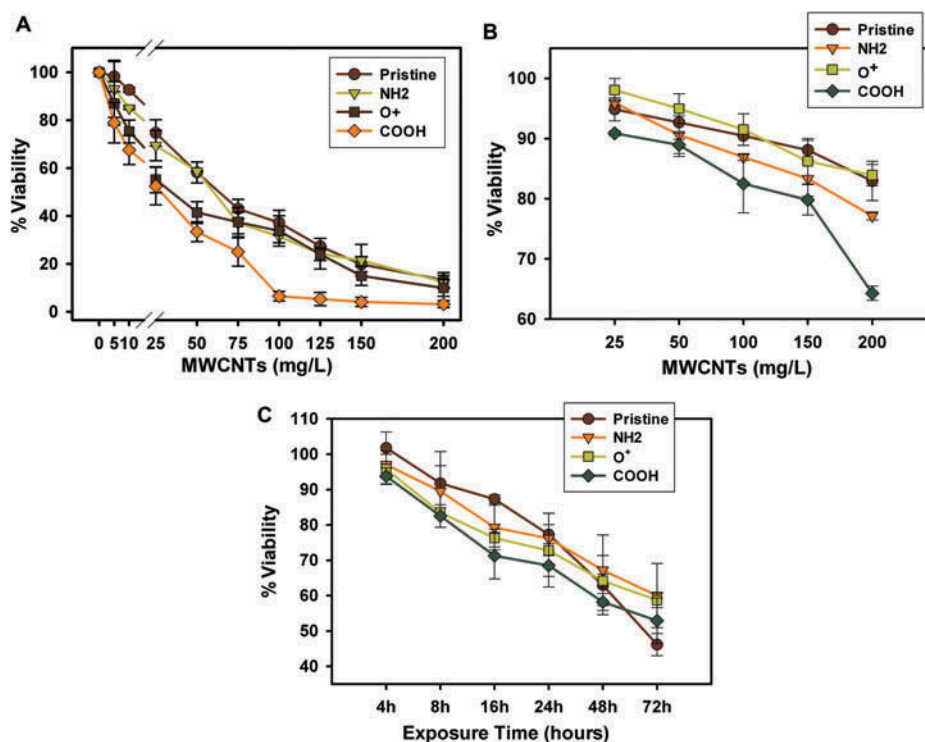 A
100
80
60
40
20
0
% Viability
Pristine
NH2
O+
COOH
0 510 25 50 75 100 125 150 200
MWCNTs (mg/L)
B
100
90
80
70
60
% Viability
Pristine
NH2
O+
COOH
25 50 100 150 200
MWCNTs (mg/L)
C
110
100
90
80
70
60
50
40
% Viability
Pristine
NH2
O+
COOH
4h 8h 16h 24h 48h 72h
Exposure Time (hours)